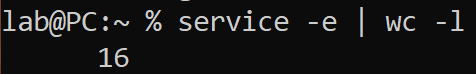 lab@PC:~ % service -e | wc -l
16